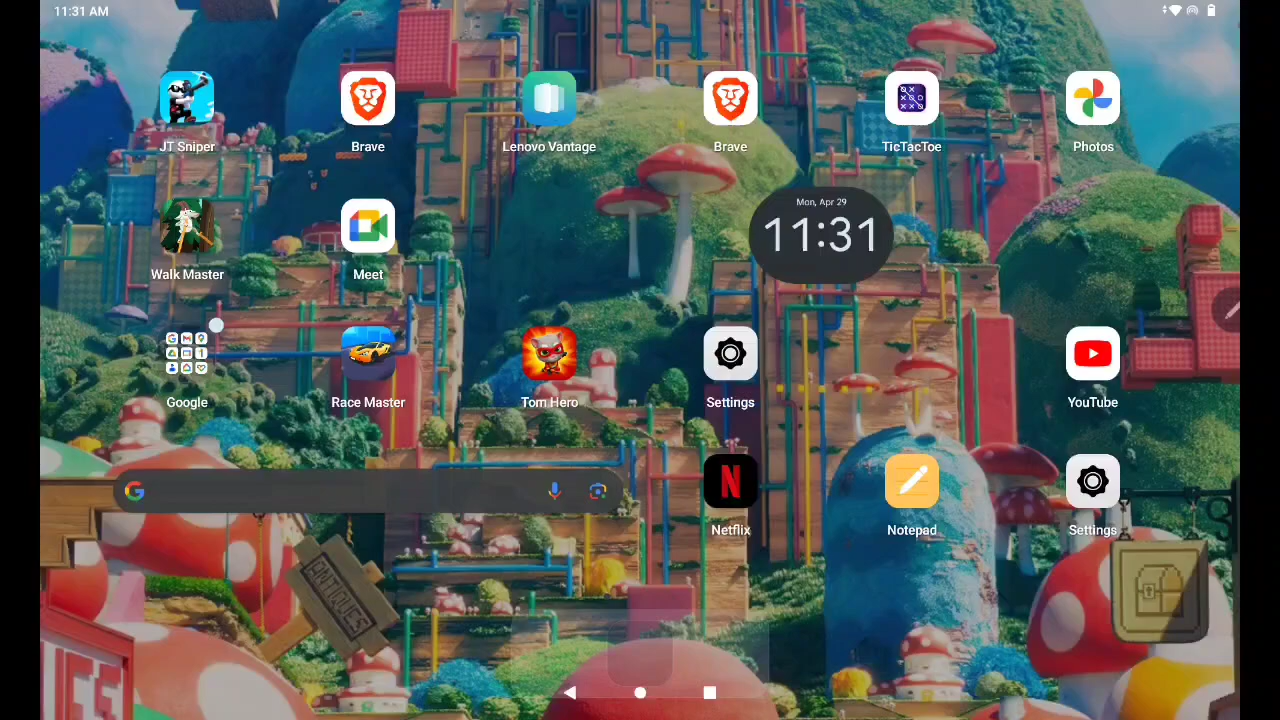 11:31 AM
JT Sniper
Brave
Lenovo Vantage
Brave
TicTacToe
Photos
Mon, Apr 29
11:31
Walk Master
Meet
Google
Race Master
Tom Hero
Settings
YouTube
Netflix
Notepad
Settings
ANTIQUES